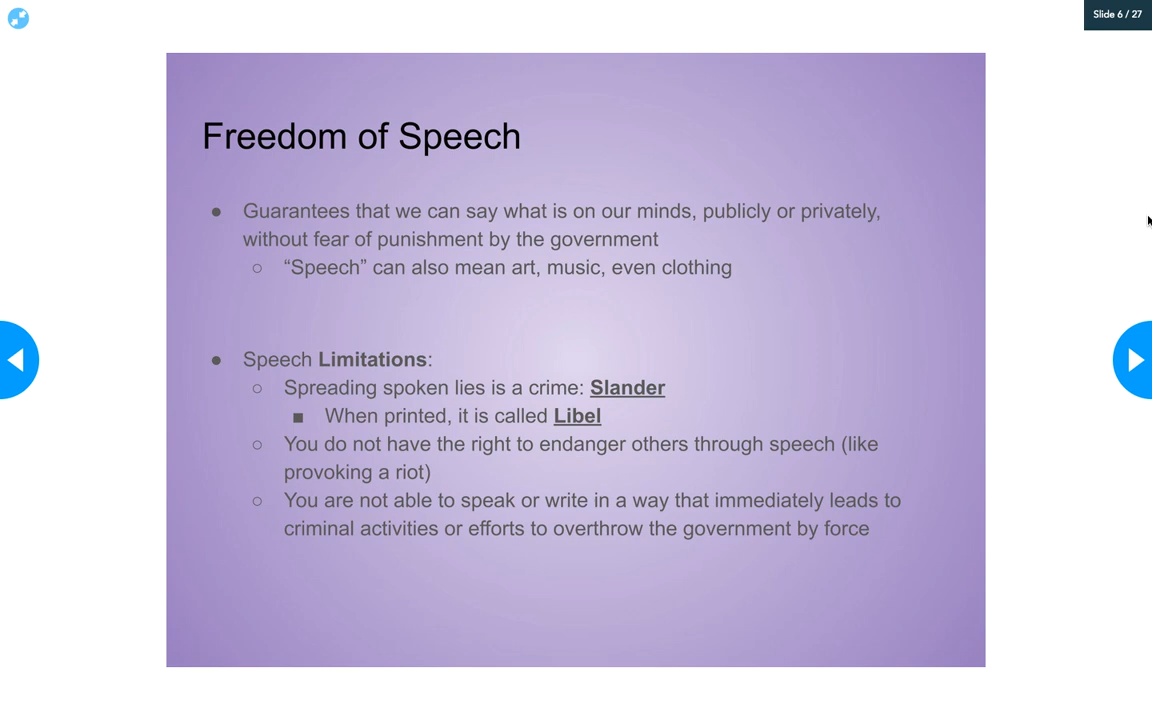 Slide 6 / 27
Freedom of Speech
● Guarantees that we can say what is on our minds, publicly or privately,
without fear of punishment by the government
○ “Speech” can also mean art, music, even clothing
● Speech Limitations:
○ Spreading spoken lies is a crime: Slander
■ When printed, it is called Libel
○ You do not have the right to endanger others through speech (like
provoking a riot)
○ You are not able to speak or write in a way that immediately leads to
criminal activities or efforts to overthrow the government by force